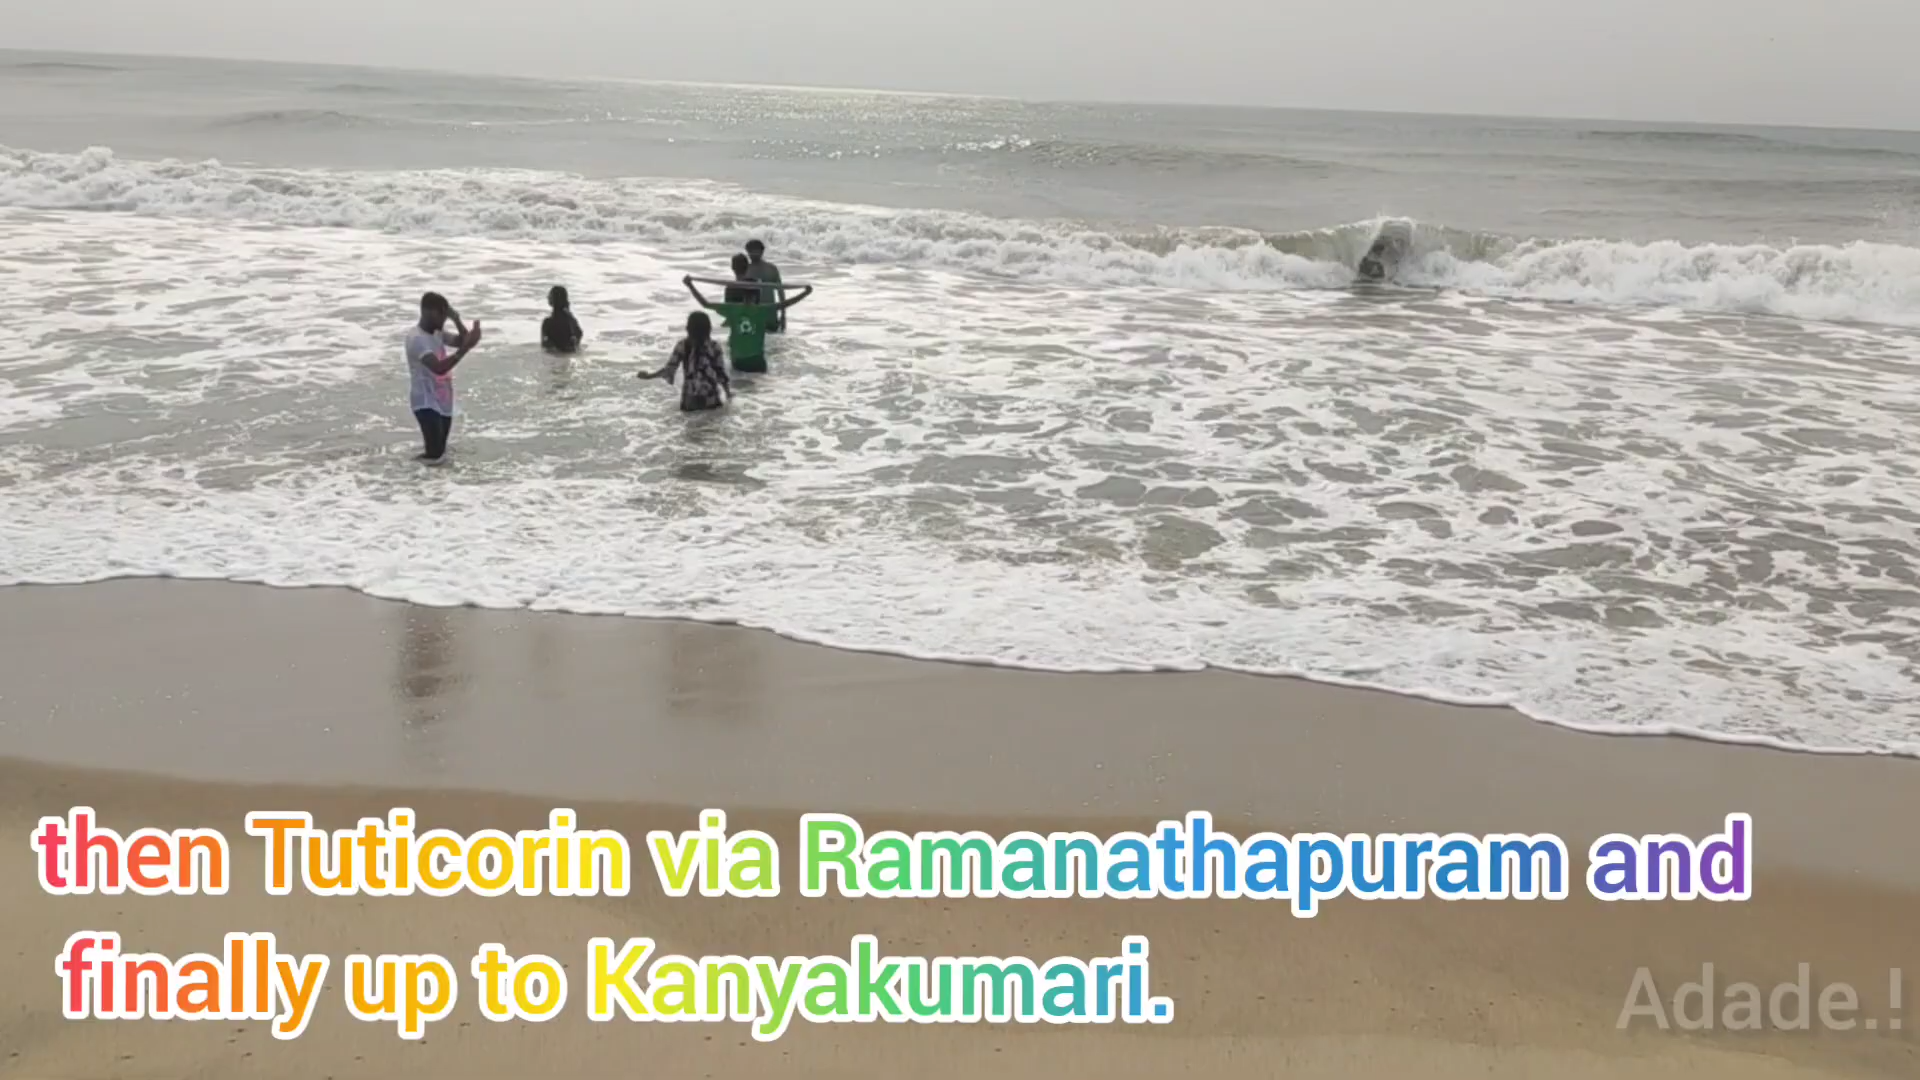 then Tuticorin via Ramanathapuram and
finally up to Kanyakumari.
Adade.!